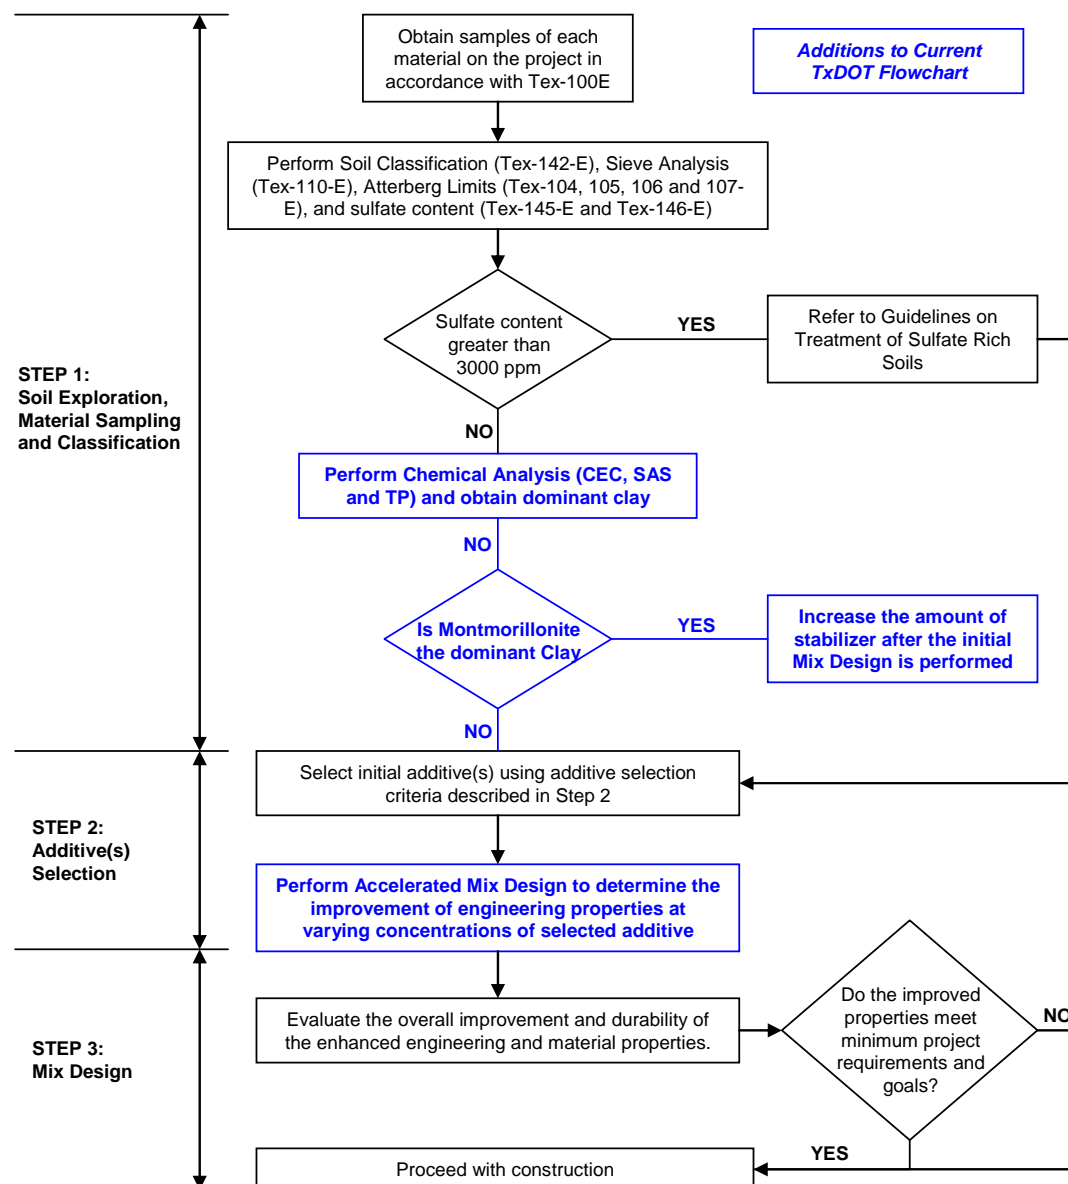 Obtain samples of each
material on the project in
accordance with Tex-100E
Additions to Current
TxDOT Flowchart
Perform Soil Classification (Tex-142-E), Sieve Analysis
(Tex-110-E), Atterberg Limits (Tex-104, 105, 106 and 107-
E), and sulfate content (Tex-145-E and Tex-146-E)
Sulfate content
greater than
3000 ppm
YES
Refer to Guidelines on
Treatment of Sulfate Rich
Soils
STEP 1:
Soil Exploration,
Material Sampling
and Classification
NO
Perform Chemical Analysis (CEC, SAS
and TP) and obtain dominant clay
NO
Is Montmorillonite
the dominant Clay
YES
Increase the amount of
stabilizer after the initial
Mix Design is performed
NO
Select initial additive(s) using additive selection
criteria described in Step 2
STEP 2:
Additive(s)
Selection
Perform Accelerated Mix Design to determine the
improvement of engineering properties at
varying concentrations of selected additive
Evaluate the overall improvement and durability of
the enhanced engineering and material properties.
Do the improved
properties meet
minimum project
requirements and
goals?
NO
STEP 3:
Mix Design
YES
Proceed with construction